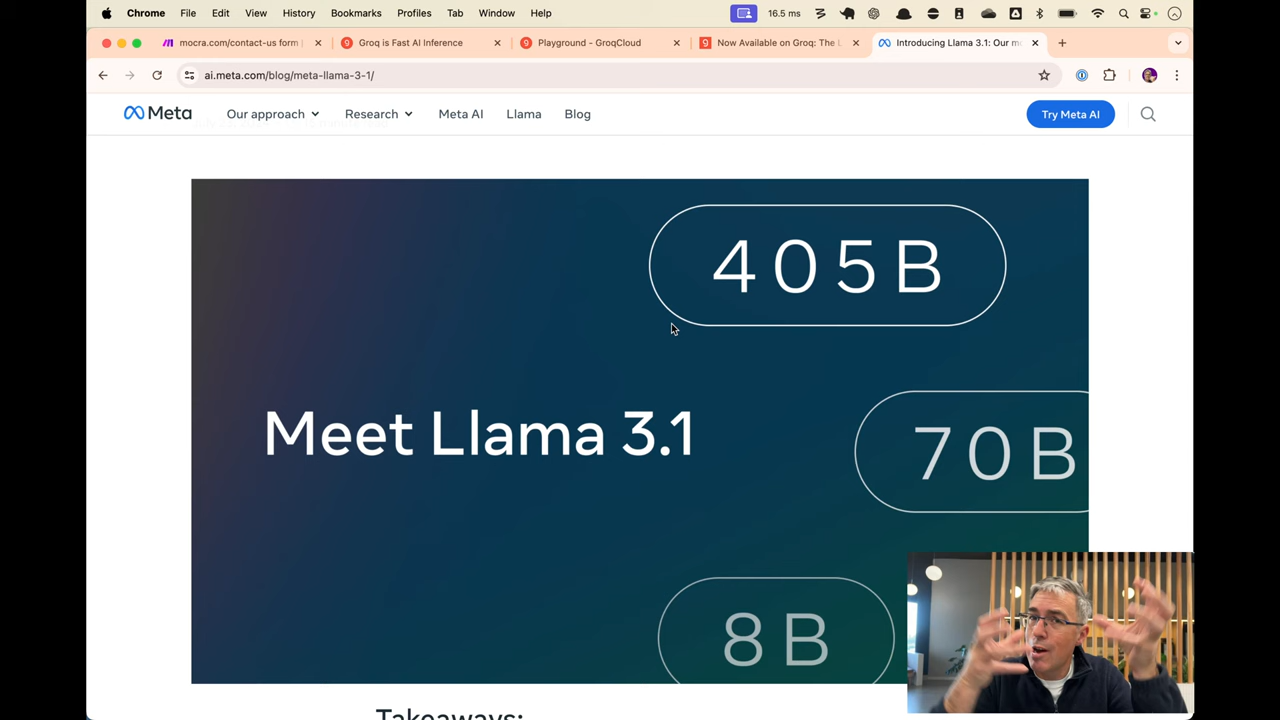 Chrome File Edit View History Bookmarks Profiles Tab Window Help 16.5 ms
mocra.com/contact-us form Groq is Fast AI Inference Playground - GroqCloud Now Available on Groq: The L Introducing Llama 3.1: Our m
ai.meta.com/blog/meta-llama-3-1/
Meta Our approach Research Meta AI Llama Blog Try Meta AI
405B
Meet Llama 3.1
70B
8B
Takeaways: